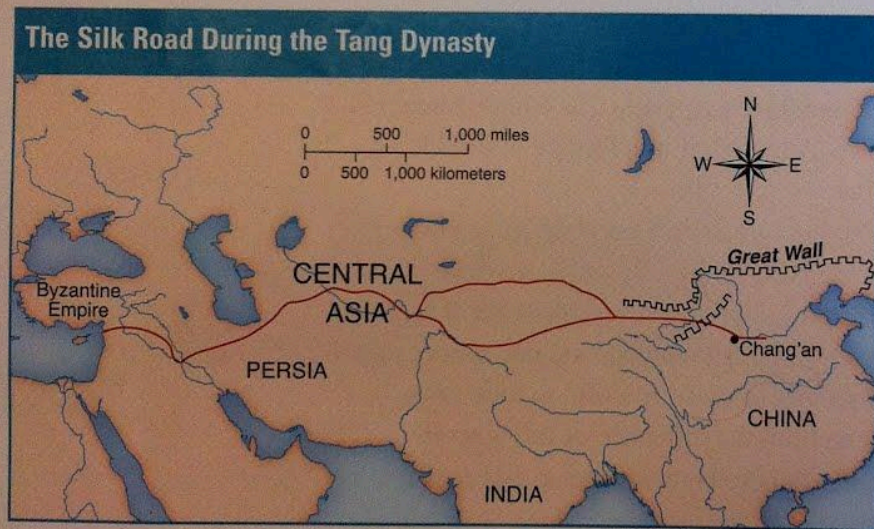 The Silk Road During the Tang Dynasty
0 500 1,000 miles
0 500 1,000 kilometers
N
W E
S
Great Wall
CENTRAL
ASIA
Byzantine
Empire
Chang'an
PERSIA
CHINA
INDIA